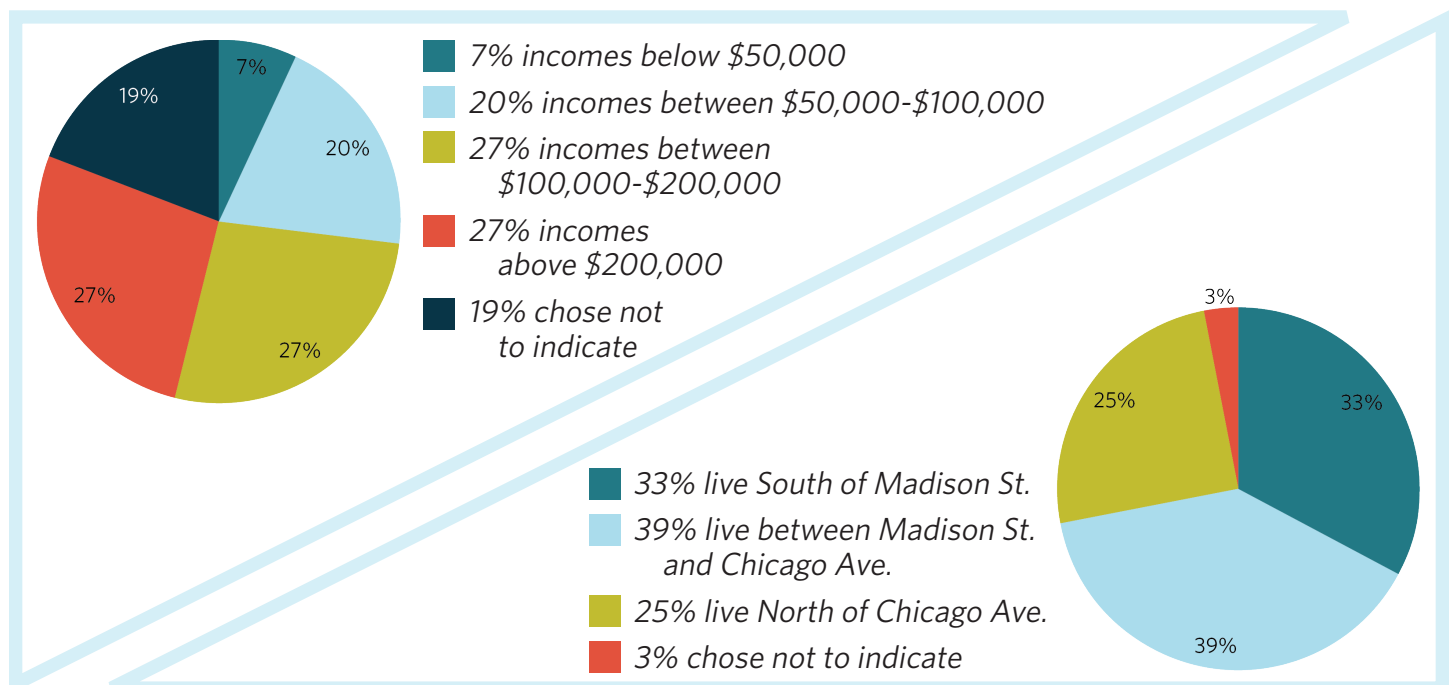 7%
20%
27%
27%
19%
7% incomes below $50,000
20% incomes between $50,000-$100,000
27% incomes between
$100,000-$200,000
27% incomes
above $200,000
19% chose not
to indicate
33% live South of Madison St.
39% live between Madison St.
and Chicago Ave.
25% live North of Chicago Ave.
3% chose not to indicate
3%
33%
25%
39%